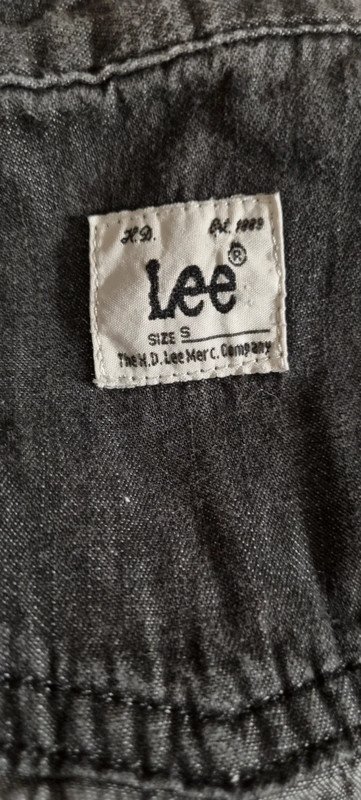 H.D. Est. 1889
Lee®
SIZE S
The H.D. Lee Merc. Company